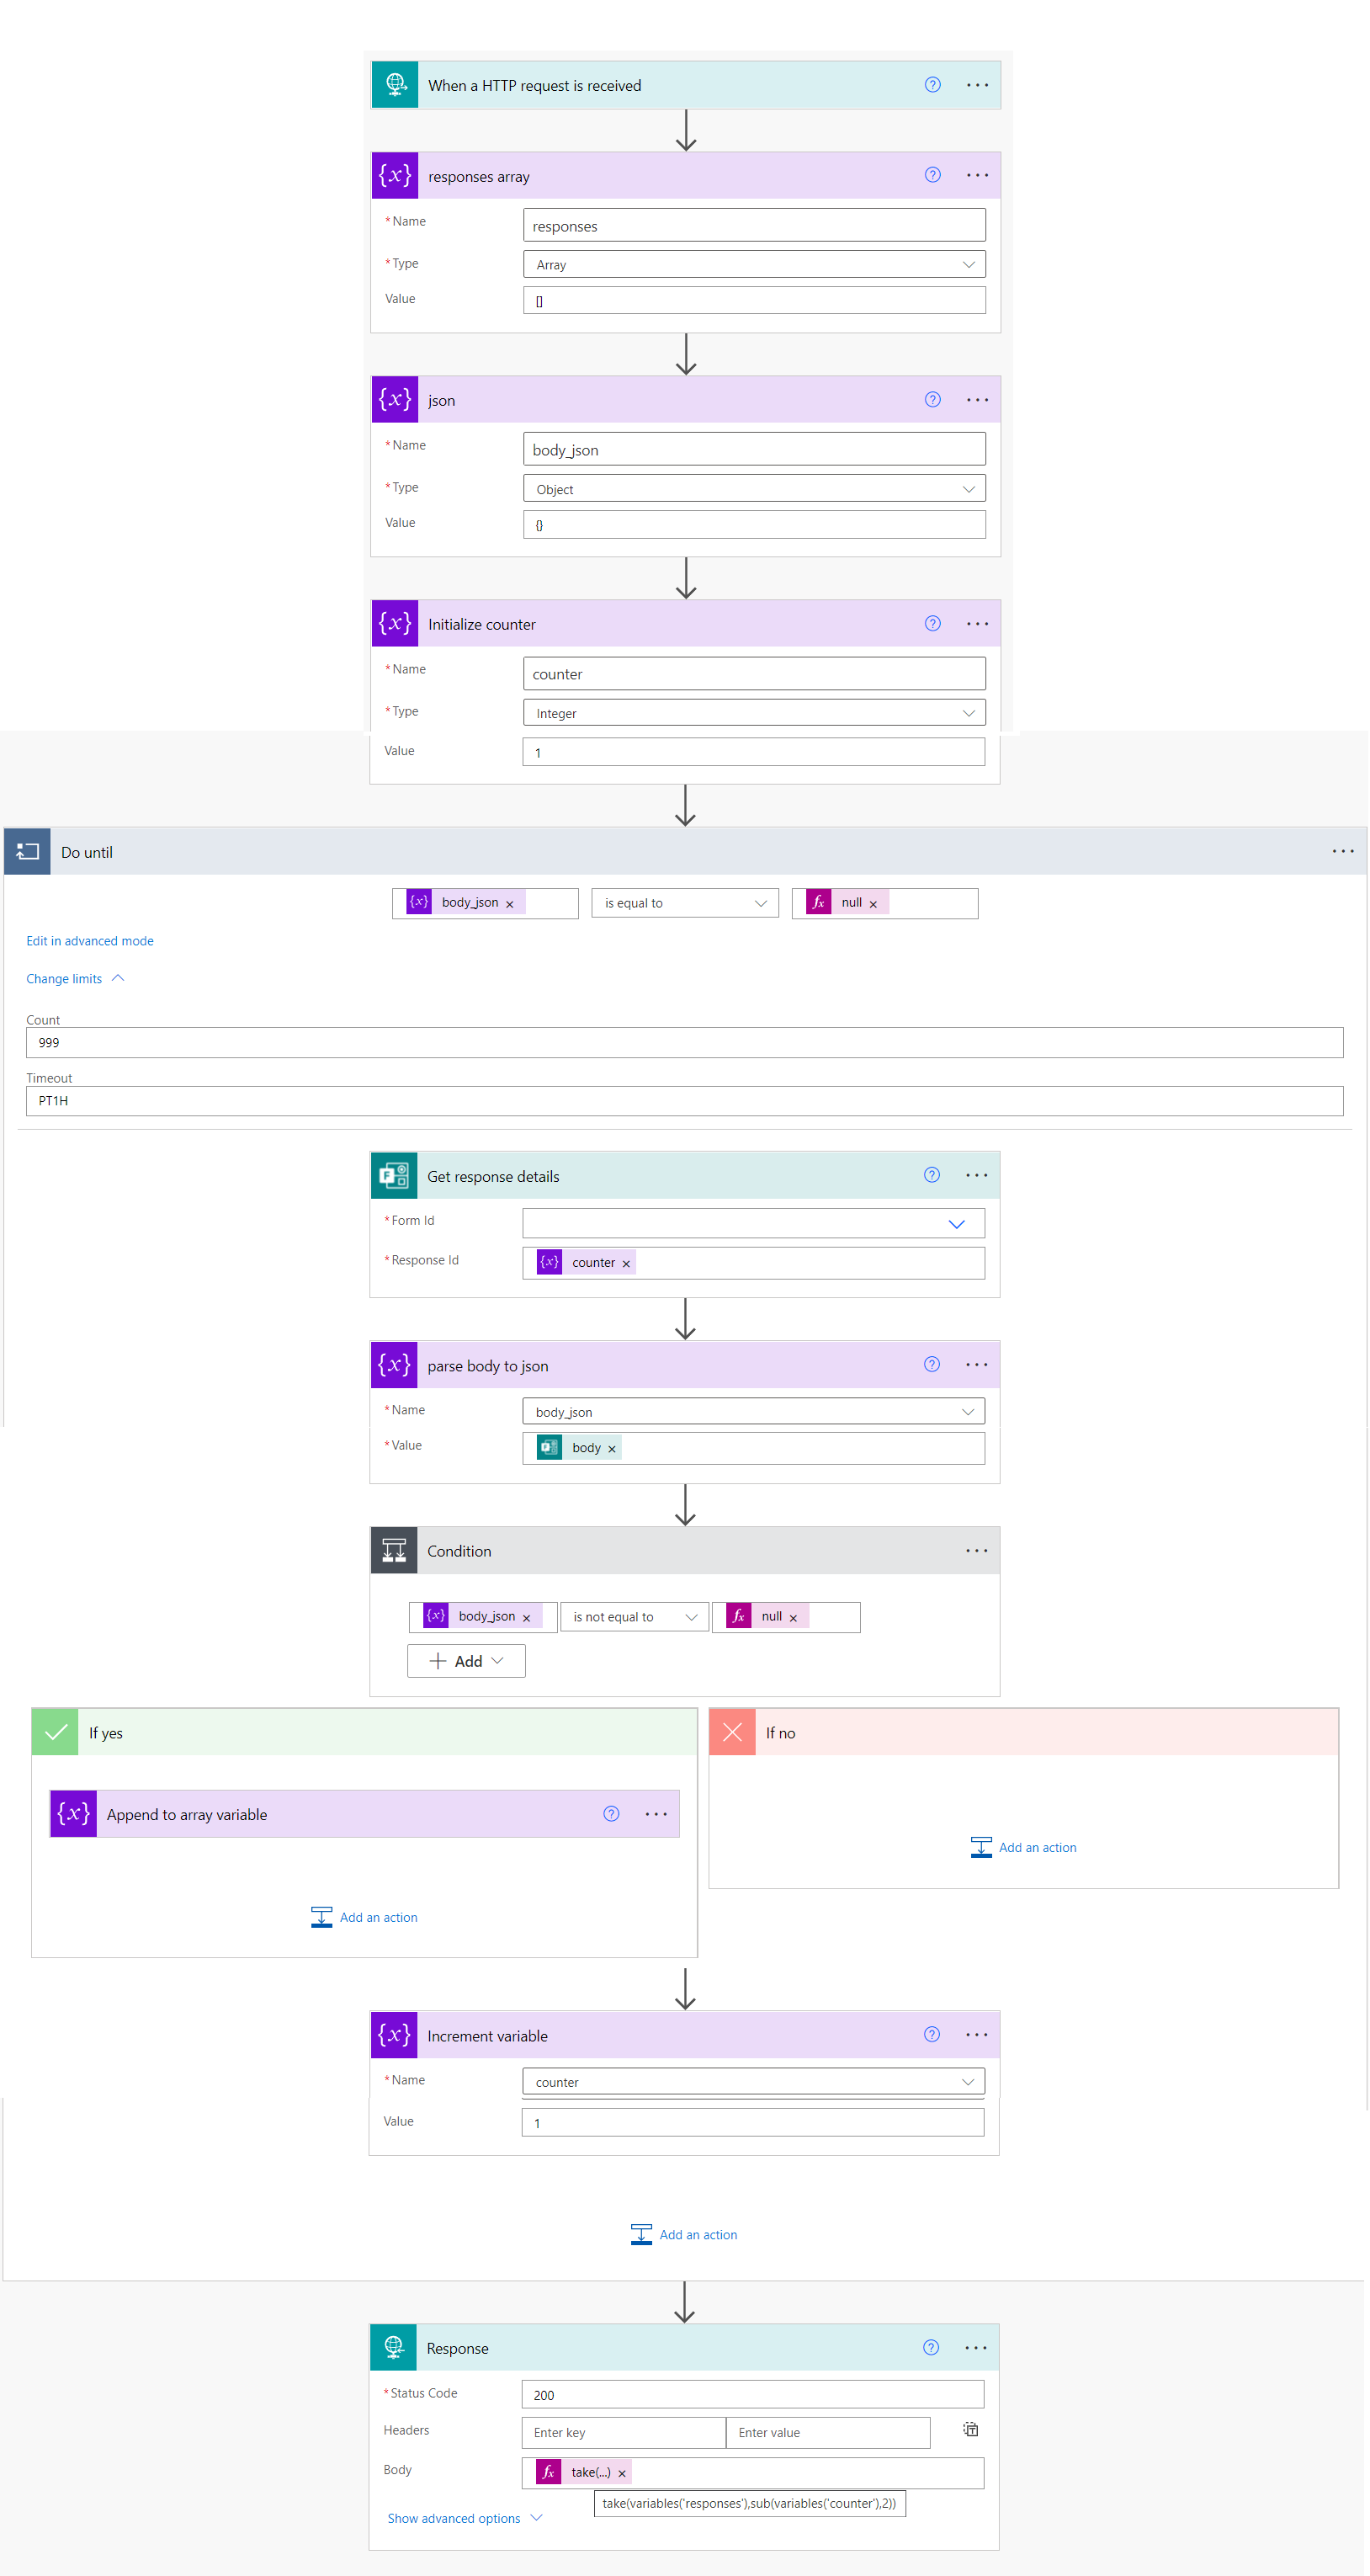 When a HTTP request is received
{x} responses array
* Name responses
* Type Array
Value []
{x} json
* Name body_json
* Type Object
Value {}
{x} Initialize counter
* Name counter
* Type Integer
Value 1
Do until
{x} body_json × is equal to fx null ×
Edit in advanced mode
Change limits
Count
999
Timeout
PT1H
Get response details
* Form Id
* Response Id {x} counter ×
{x} parse body to json
* Name body_json
* Value body ×
Condition
{x} body_json × is not equal to fx null ×
+ Add
If yes
If no
{x} Append to array variable
Add an action
Add an action
{x} Increment variable
* Name counter
Value 1
Add an action
Response
* Status Code 200
Headers Enter key Enter value
Body fx take(...) ×
take(variables('responses'),sub(variables('counter'),2))
Show advanced options